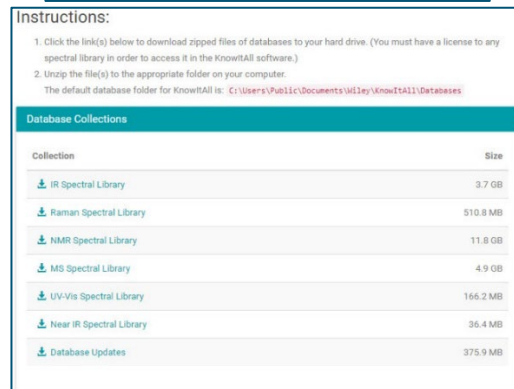 Instructions:
1. Click the link(s) below to download zipped files of databases to your hard drive. (You must have a license to any
spectral library in order to access it in the KnowItAll software.)
2. Unzip the file(s) to the appropriate folder on your computer.
The default database folder for KnowItAll is: C:\Users\Public\Documents\Wiley\KnowItAll\Databases
Database Collections
Collection Size
IR Spectral Library 3.7 GB
Raman Spectral Library 510.8 MB
NMR Spectral Library 11.8 GB
MS Spectral Library 4.9 GB
UV-Vis Spectral Library 166.2 MB
Near IR Spectral Library 36.4 MB
Database Updates 375.9 MB